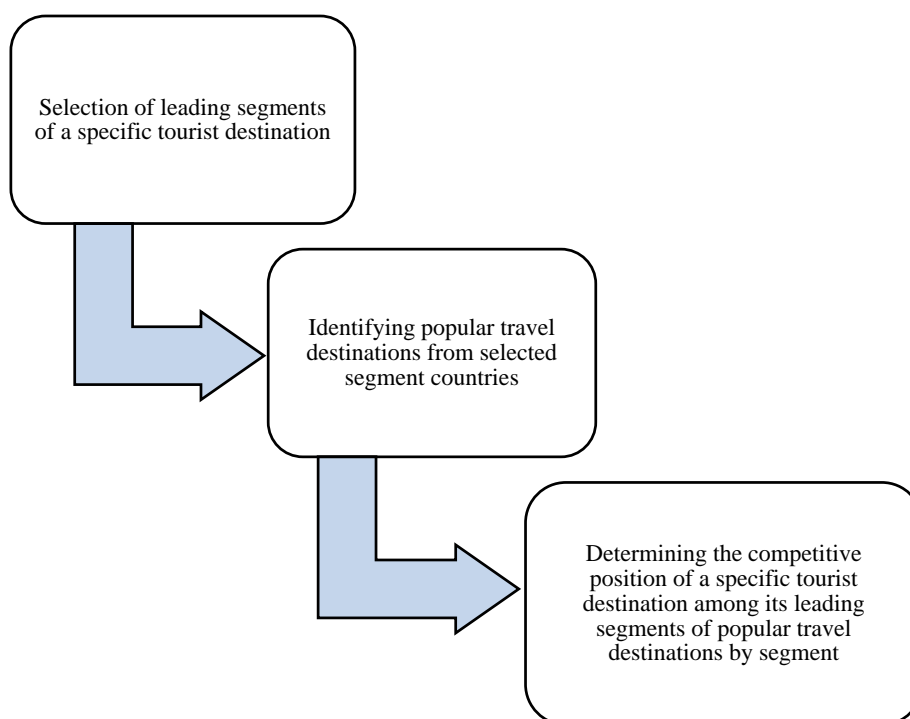 Selection of leading segments
of a specific tourist destination
Identifying popular travel
destinations from selected
segment countries
Determining the competitive
position of a specific tourist
destination among its leading
segments of popular travel
destinations by segment